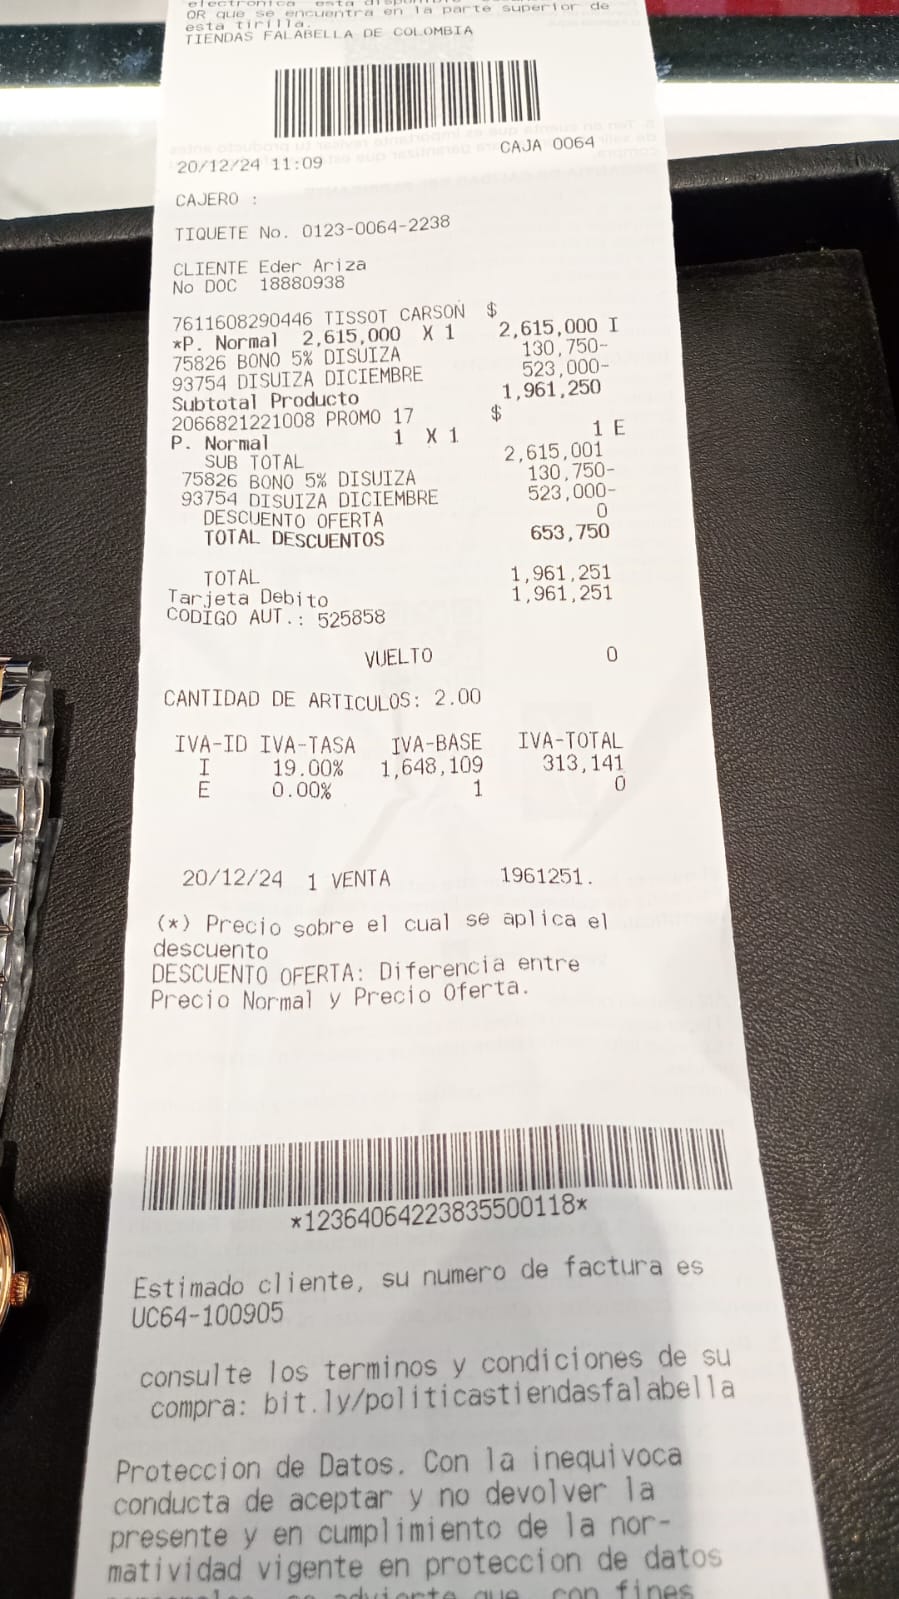 QR que se encuentra en la parte superior de
esta tirilla.
TIENDAS FALABELLA DE COLOMBIA
20/12/24 11:09 CAJA 0064
CAJERO :
TIQUETE No. 0123-0064-2238
CLIENTE Eder Ariza
No DOC 18880938
7611608290446 TISSOT CARSON $
*P. Normal 2,615,000 X 1 2,615,000 I
75826 BONO 5% DISUIZA 130,750-
93754 DISUIZA DICIEMBRE 523,000-
Subtotal Producto 1,961,250
2066821221008 PROMO 17 $
P. Normal 1 X 1 1 E
SUB TOTAL 2,615,001
75826 BONO 5% DISUIZA 130,750-
93754 DISUIZA DICIEMBRE 523,000-
DESCUENTO OFERTA 0
TOTAL DESCUENTOS 653,750
TOTAL 1,961,251
Tarjeta Debito 1,961,251
CODIGO AUT.: 525858
VUELTO 0
CANTIDAD DE ARTICULOS: 2.00
IVA-ID IVA-TASA IVA-BASE IVA-TOTAL
I 19.00% 1,648,109 313,141
E 0.00% 1 0
20/12/24 1 VENTA 1961251.
(*) Precio sobre el cual se aplica el
descuento
DESCUENTO OFERTA: Diferencia entre
Precio Normal y Precio Oferta.
*12364064223835500118*
Estimado cliente, su numero de factura es
UC64-100905
consulte los terminos y condiciones de su
compra: bit.ly/politicastiendasfalabella
Proteccion de Datos. Con la inequivoca
conducta de aceptar y no devolver la
presente y en cumplimiento de la nor-
matividad vigente en proteccion de datos
se advierte que con fines